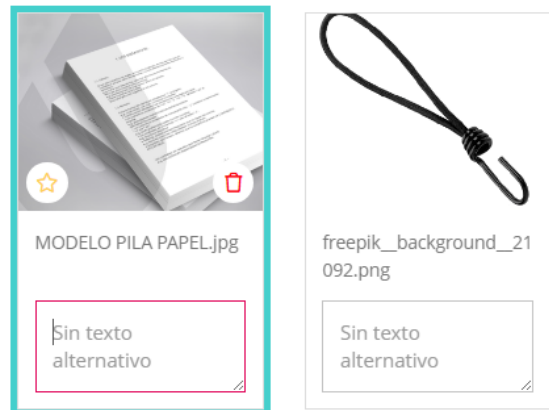 MODELO PILA PAPEL.jpg
Sin texto
alternativo
freepik__background__21
092.png
Sin texto
alternativo